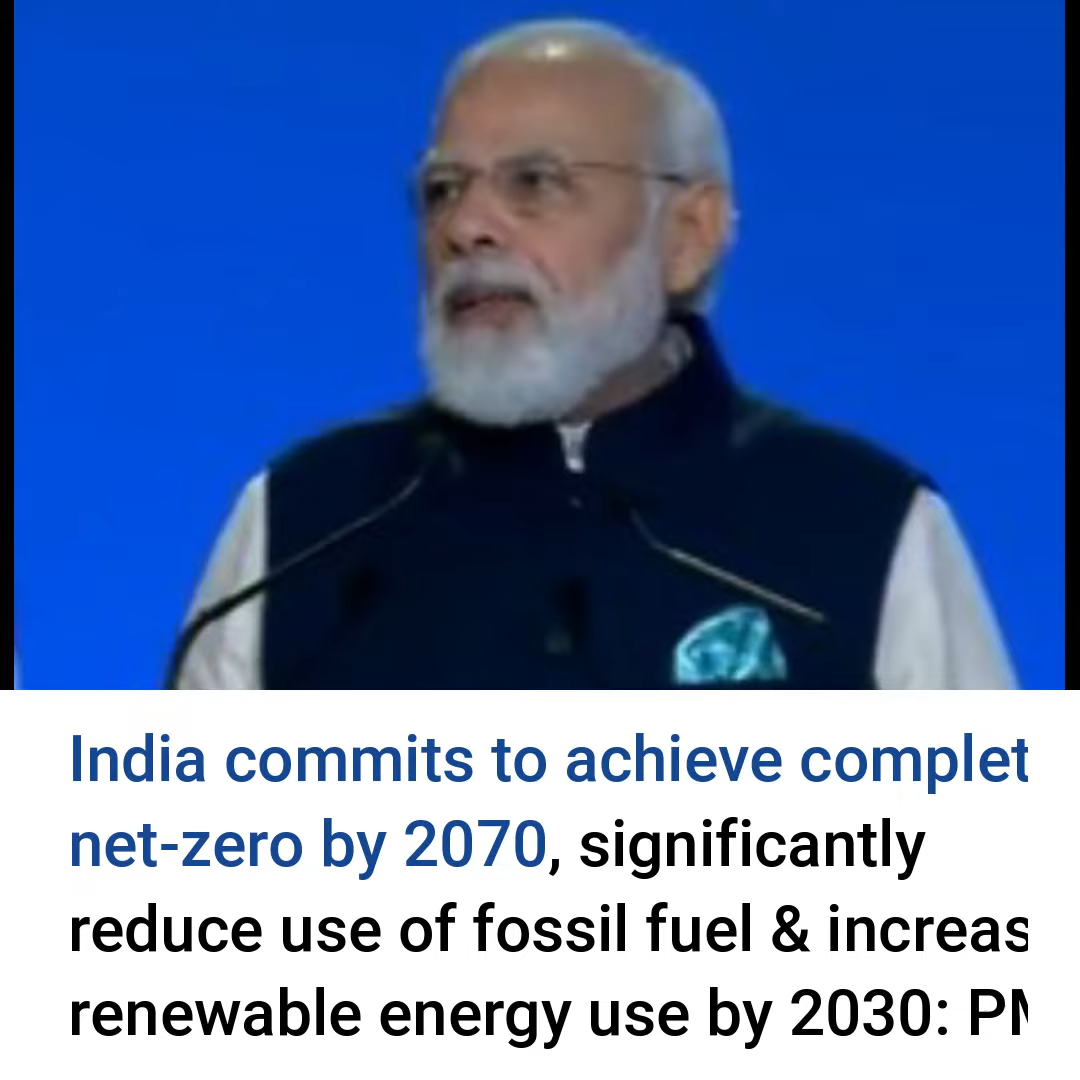 India commits to achieve complet
net-zero by 2070, significantly
reduce use of fossil fuel & increas
renewable energy use by 2030: PM